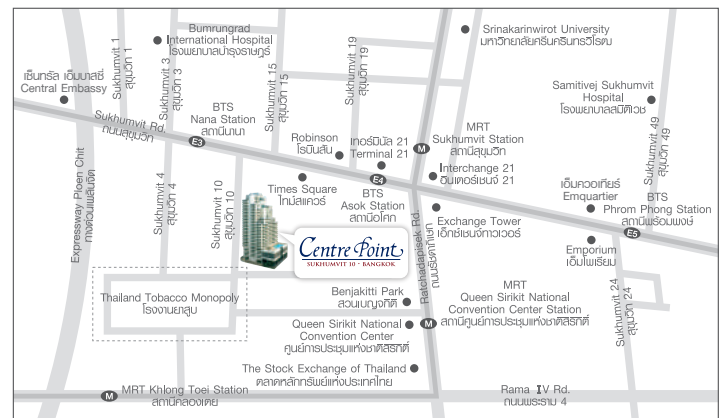 Sukhumvit 1
สุขุมวิท 1
Bumrungrad
International Hospital
โรงพยาบาลบำรุงราษฎร์
Sukhumvit 3
สุขุมวิท 3
Sukhumvit 15
สุขุมวิท 15
Sukhumvit 19
สุขุมวิท 19
Srinakarinwirot University
มหาวิทยาลัยศรีนครินทรวิโรฒ
เซ็นทรัล เอ็มบาสซี่
Central Embassy
Samitivej Sukhumvit
Hospital
โรงพยาบาลสมิติเวช
Sukhumvit 49
สุขุมวิท 49
Sukhumvit Rd.
ถนนสุขุมวิท
BTS
Nana Station
สถานีนานา
E3
Robinson
โรบินสัน
เทอร์มินัล 21
Terminal 21
MRT
Sukhumvit Station
สถานีสุขุมวิท
M
Interchange 21
อินเตอร์เชนจ์ 21
E4
Times Square
ไทม์สแควร์
BTS
Asok Station
สถานีอโศก
Sukhumvit 4
สุขุมวิท 4
Sukhumvit 10
สุขุมวิท 10
Expressway Ploen Chit
ทางด่วนเพลินจิต
เอ็มควอเทียร์
Emquartier
BTS
Phrom Phong Station
สถานีพร้อมพงษ์
E5
Exchange Tower
เอ็กซ์เชนจ์ทาวเวอร์
Ratchadapisek Rd.
ถนนรัชดาภิเษก
Emporium
เอ็มโพเรียม
Centre Point
SUKHUMVIT 10 · BANGKOK
Sukhumvit 24
สุขุมวิท 24
Thailand Tobacco Monopoly
โรงงานยาสูบ
Benjakitti Park
สวนเบญจกิติ
MRT
Queen Sirikit National
Convention Center Station
สถานีศูนย์การประชุมแห่งชาติสิริกิติ์
M
Queen Sirikit National
Convention Center
ศูนย์การประชุมแห่งชาติสิริกิติ์
The Stock Exchange of Thailand
ตลาดหลักทรัพย์แห่งประเทศไทย
M
MRT Khlong Toei Station
สถานีคลองเตย
Rama IV Rd.
ถนนพระราม 4